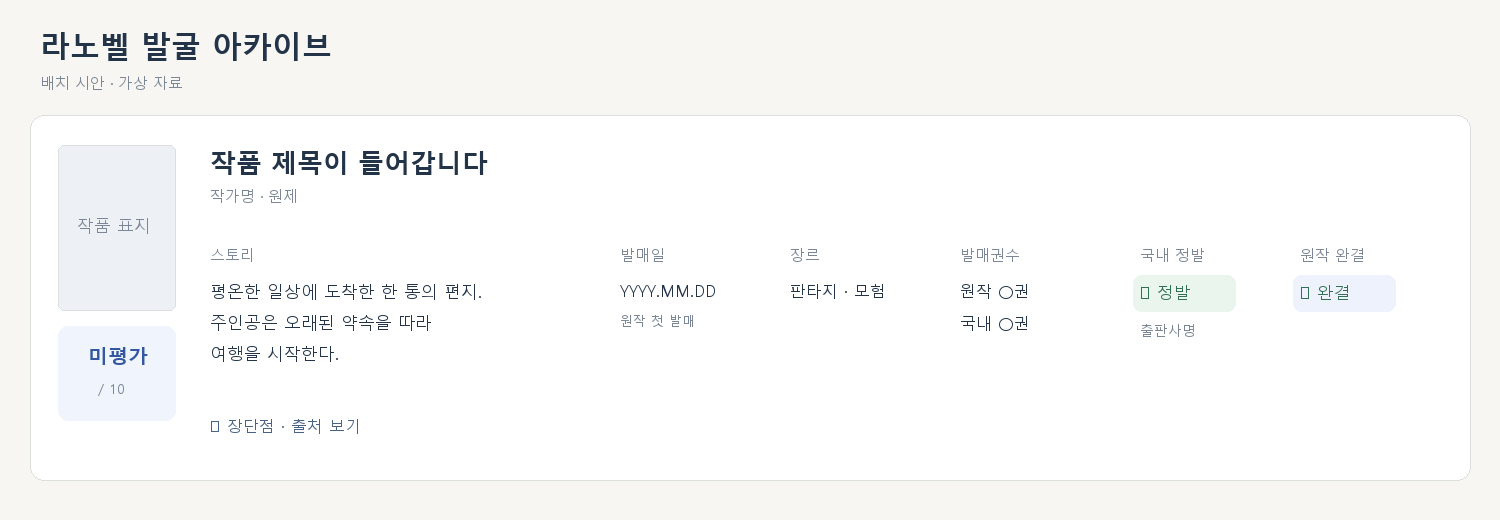 라노벨 발굴 아카이브
배치 시안 · 가상 자료
작품 표지
미평가
/ 10
작품 제목이 들어갑니다
작가명 · 원제
스토리
평온한 일상에 도착한 한 통의 편지.
주인공은 오래된 약속을 따라
여행을 시작한다.
▯ 장단점 · 출처 보기
발매일
YYYY.MM.DD
원작 첫 발매
장르
판타지 · 모험
발매권수
원작 ○권
국내 ○권
국내 정발
▯ 정발
출판사명
원작 완결
▯ 완결